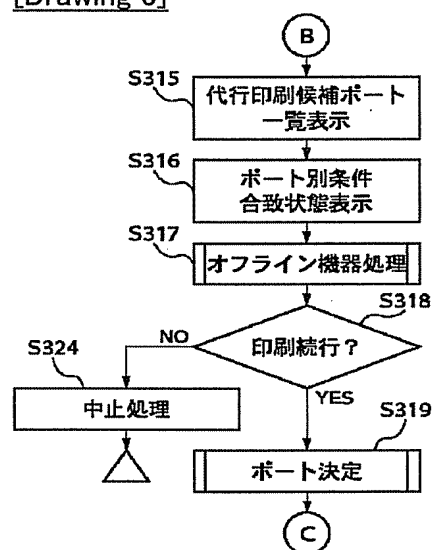 [Drawing 6]
B
S315
代行印刷候補ポート
一覧表示
S316
ポート別条件
合致状態表示
S317
オフライン機器処理
S318
印刷続行？
NO
S324
中止処理
YES
S319
ポート決定
C